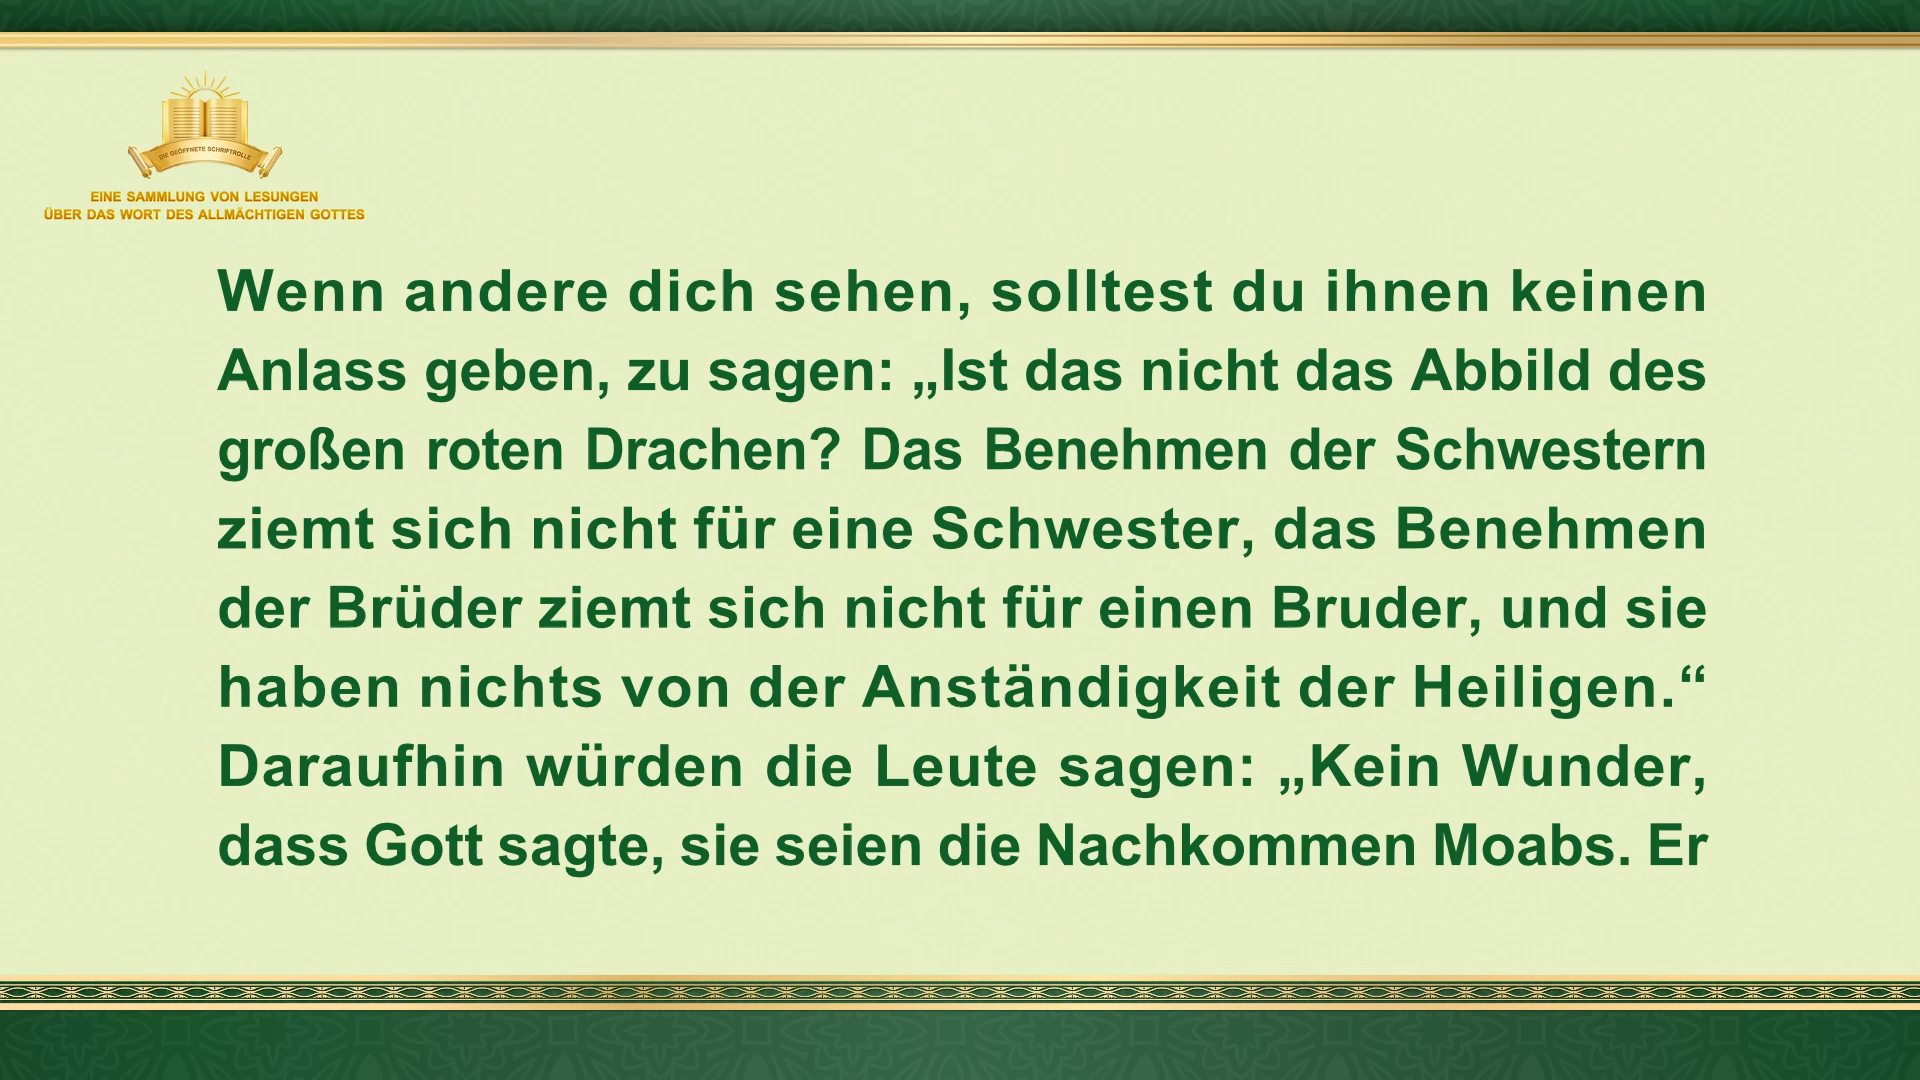 DIE GEÖFFNETE SCHRIFTROLLE
EINE SAMMLUNG VON LESUNGEN
ÜBER DAS WORT DES ALLMÄCHTIGEN GOTTES
Wenn andere dich sehen, solltest du ihnen keinen
Anlass geben, zu sagen: „Ist das nicht das Abbild des
großen roten Drachen? Das Benehmen der Schwestern
ziemt sich nicht für eine Schwester, das Benehmen
der Brüder ziemt sich nicht für einen Bruder, und sie
haben nichts von der Anständigkeit der Heiligen.“
Daraufhin würden die Leute sagen: „Kein Wunder,
dass Gott sagte, sie seien die Nachkommen Moabs. Er